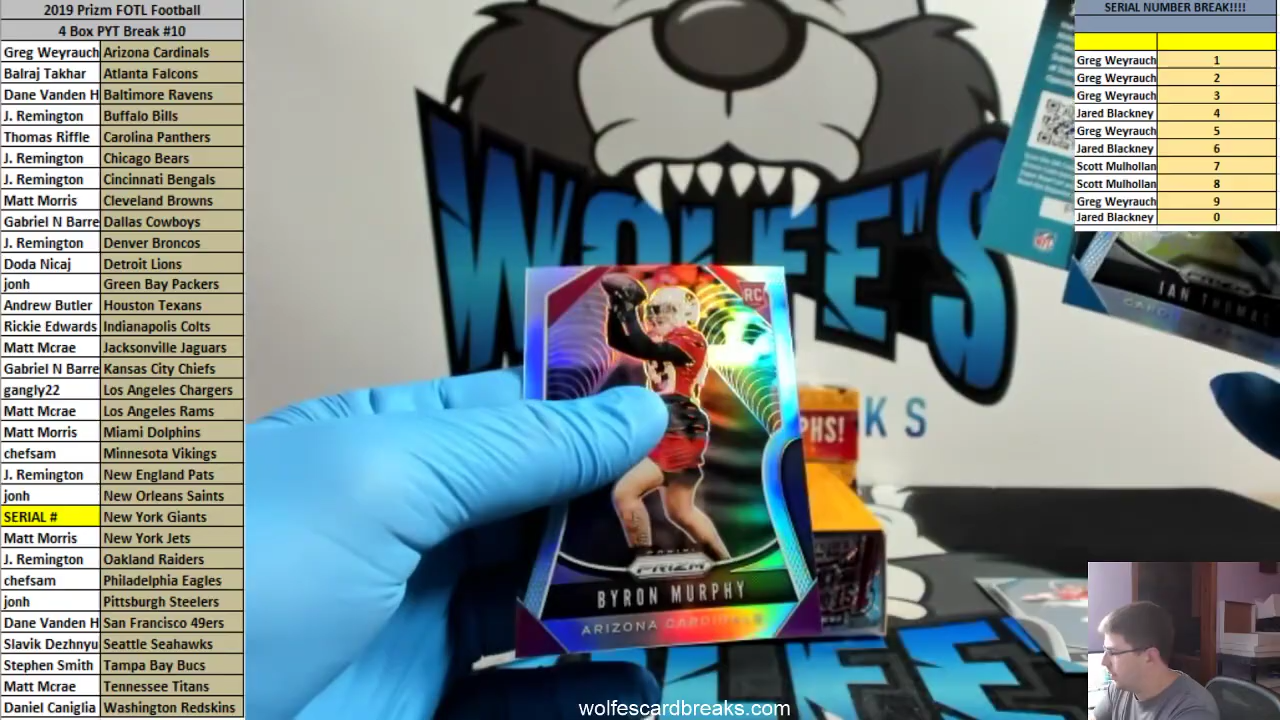 2019 Prizm FOTL Football
4 Box PYT Break #10
Greg Weyrauch Arizona Cardinals
Balraj Takhar Atlanta Falcons
Dane Vanden H Baltimore Ravens
J. Remington Buffalo Bills
Thomas Riffle Carolina Panthers
J. Remington Chicago Bears
J. Remington Cincinnati Bengals
Matt Morris Cleveland Browns
Gabriel N Barre Dallas Cowboys
J. Remington Denver Broncos
Doda Nicaj Detroit Lions
jonh Green Bay Packers
Andrew Butler Houston Texans
Rickie Edwards Indianapolis Colts
Matt Mcrae Jacksonville Jaguars
Gabriel N Barre Kansas City Chiefs
gangly22 Los Angeles Chargers
Matt Mcrae Los Angeles Rams
Matt Morris Miami Dolphins
chefsam Minnesota Vikings
J. Remington New England Pats
jonh New Orleans Saints
SERIAL # New York Giants
Matt Morris New York Jets
J. Remington Oakland Raiders
chefsam Philadelphia Eagles
jonh Pittsburgh Steelers
Dane Vanden H San Francisco 49ers
Slavik Dezhnyu Seattle Seahawks
Stephen Smith Tampa Bay Bucs
Matt Mcrae Tennessee Titans
Daniel Caniglia Washington Redskins
SERIAL NUMBER BREAK!!!!
Greg Weyrauch 1
Greg Weyrauch 2
Greg Weyrauch 3
Jared Blackney 4
Greg Weyrauch 5
Jared Blackney 6
Scott Mulhollan 7
Scott Mulhollan 8
Greg Weyrauch 9
Jared Blackney 0
WOLFE'S
KS
PHS!
RC
PANINI
PRIZM
BYRON MURPHY
ARIZONA CARDINALS
PRIZM
IAN THOMAS
NFL
wolfescardbreaks.com